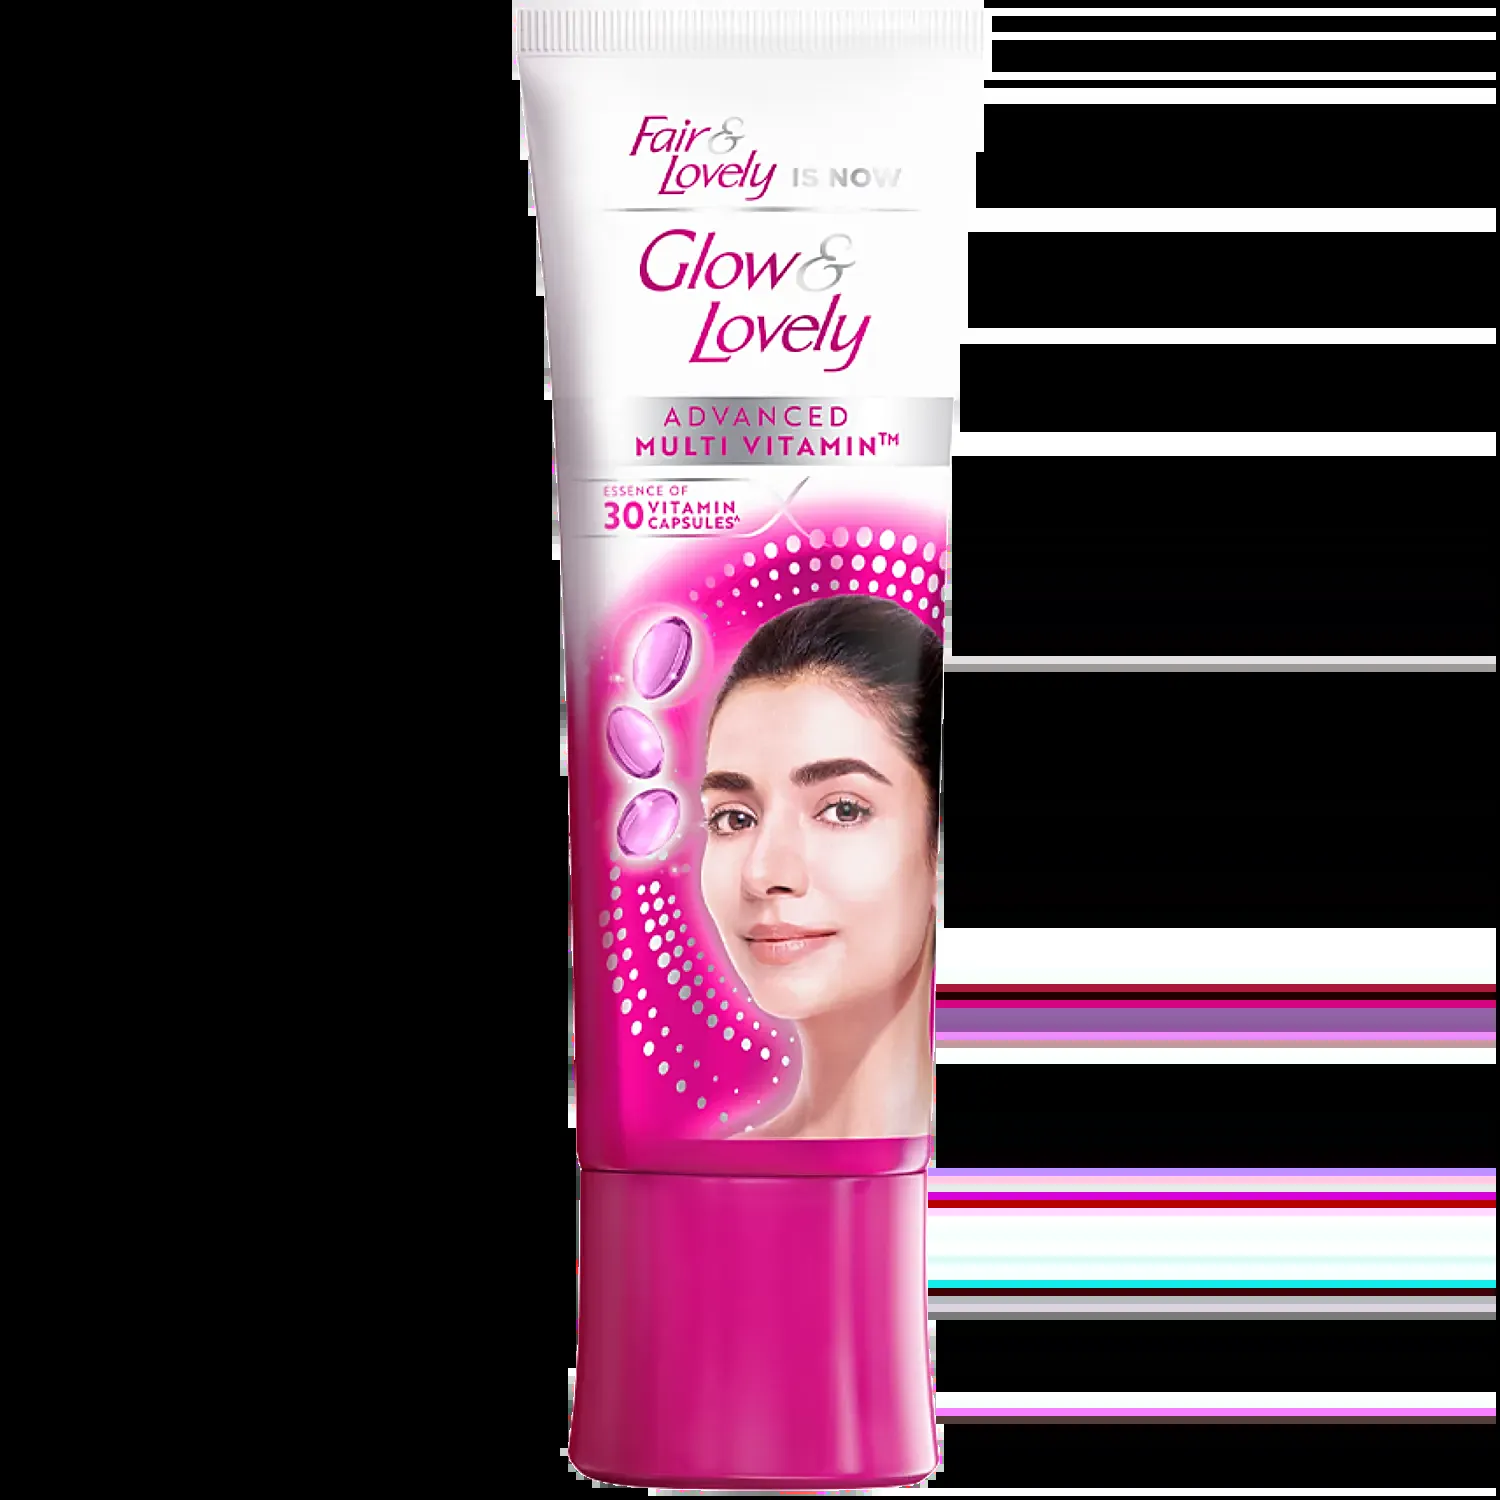 Fair &
Lovely IS NOW
Glow &
Lovely
ADVANCED
MULTI VITAMIN™
ESSENCE OF
30 VITAMIN
CAPSULES^